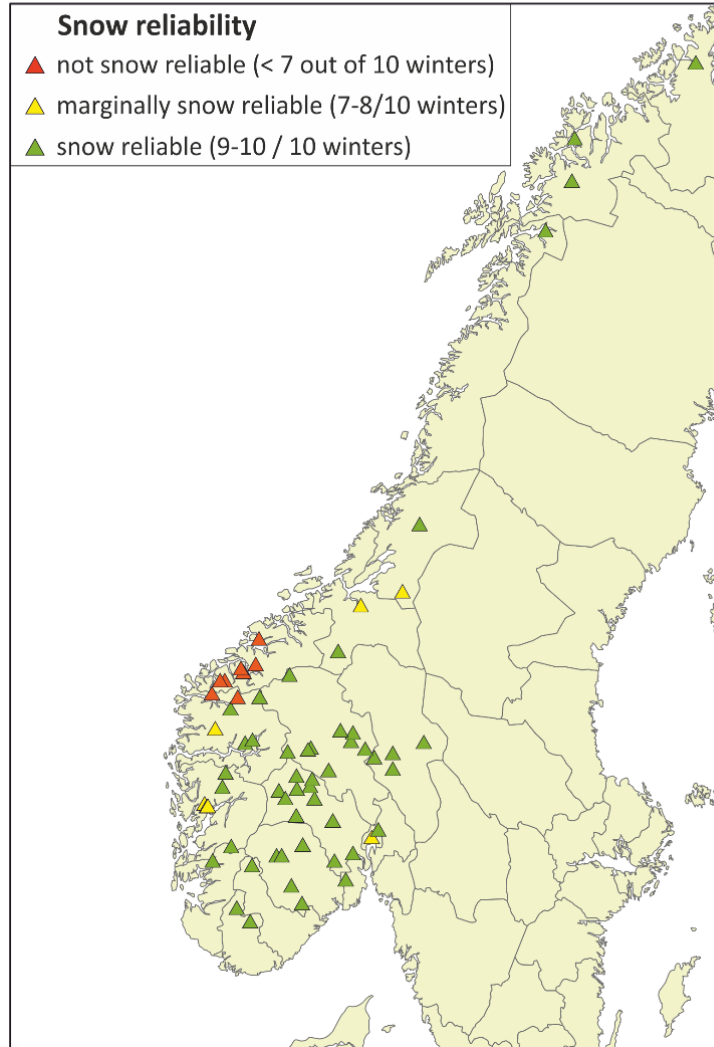 Snow reliability
not snow reliable (< 7 out of 10 winters)
marginally snow reliable (7-8/10 winters)
snow reliable (9-10 / 10 winters)